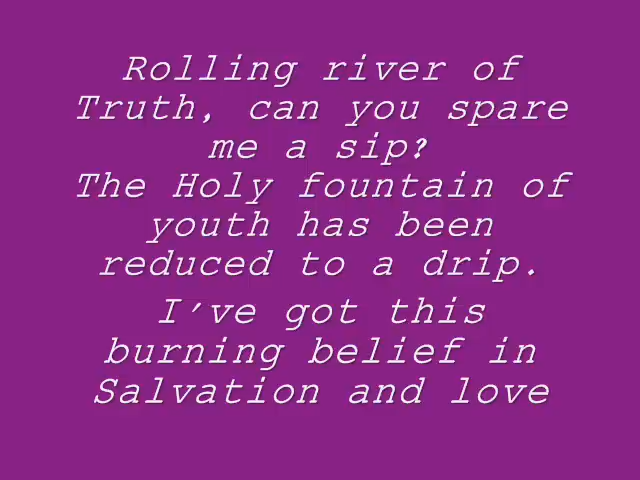 Rolling river of
Truth, can you spare
me a sip?
The Holy fountain of
youth has been
reduced to a drip.
I've got this
burning belief in
Salvation and love